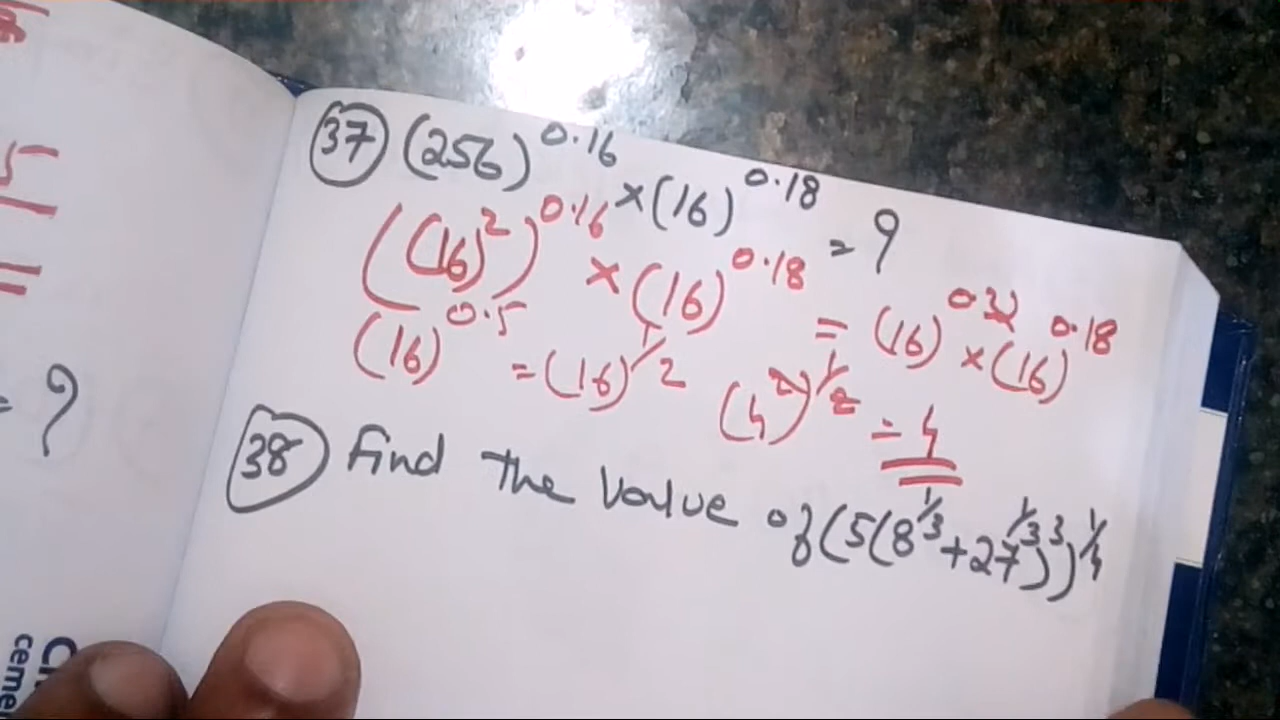 37 (256)^0.16 × (16)^0.18 = ?
((16)^2)^0.16 × (16)^0.18 = (16)^0.32 × (16)^0.18
(16)^0.5 = (16)^1/2 (4^2)^1/2 = 4
38 Find the value of (5(8^1/3+27^1/3)^3)^1/4
5
= ?